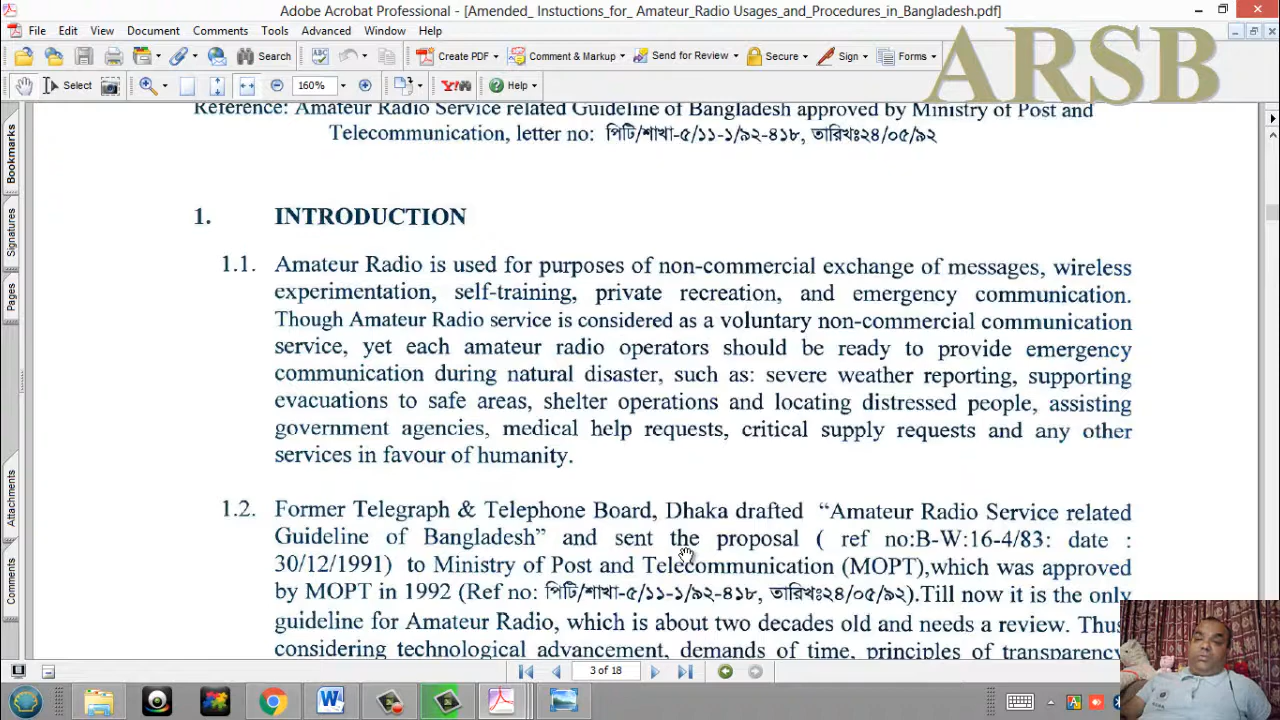 Adobe Acrobat Professional - [Amended_ Instuctions_for_ Amateur_Radio Usages_and_Procedures_in_Bangladesh.pdf]
File Edit View Document Comments Tools Advanced Window Help
Search Create PDF Comment & Markup Send for Review Secure Sign Forms
ARSB
Select 160% Y! Help
Bookmarks
Signatures
Pages
Attachments
Comments
Reference: Amateur Radio Service related Guideline of Bangladesh approved by Ministry of Post and
Telecommunication, letter no: পিটি/শাখা-৫/১১-১/৯২-৪১৮, তারিখঃ২৪/০৫/৯২
1. INTRODUCTION
1.1. Amateur Radio is used for purposes of non-commercial exchange of messages, wireless
experimentation, self-training, private recreation, and emergency communication.
Though Amateur Radio service is considered as a voluntary non-commercial communication
service, yet each amateur radio operators should be ready to provide emergency
communication during natural disaster, such as: severe weather reporting, supporting
evacuations to safe areas, shelter operations and locating distressed people, assisting
government agencies, medical help requests, critical supply requests and any other
services in favour of humanity.
1.2. Former Telegraph & Telephone Board, Dhaka drafted “Amateur Radio Service related
Guideline of Bangladesh” and sent the proposal ( ref no:B-W:16-4/83: date :
30/12/1991) to Ministry of Post and Telecommunication (MOPT),which was approved
by MOPT in 1992 (Ref no: পিটি/শাখা-৫/১১-১/৯২-৪১৮, তারিখঃ২৪/০৫/৯২).Till now it is the only
guideline for Amateur Radio, which is about two decades old and needs a review. Thus
considering technological advancement, demands of time, principles of transparency,
3 of 18